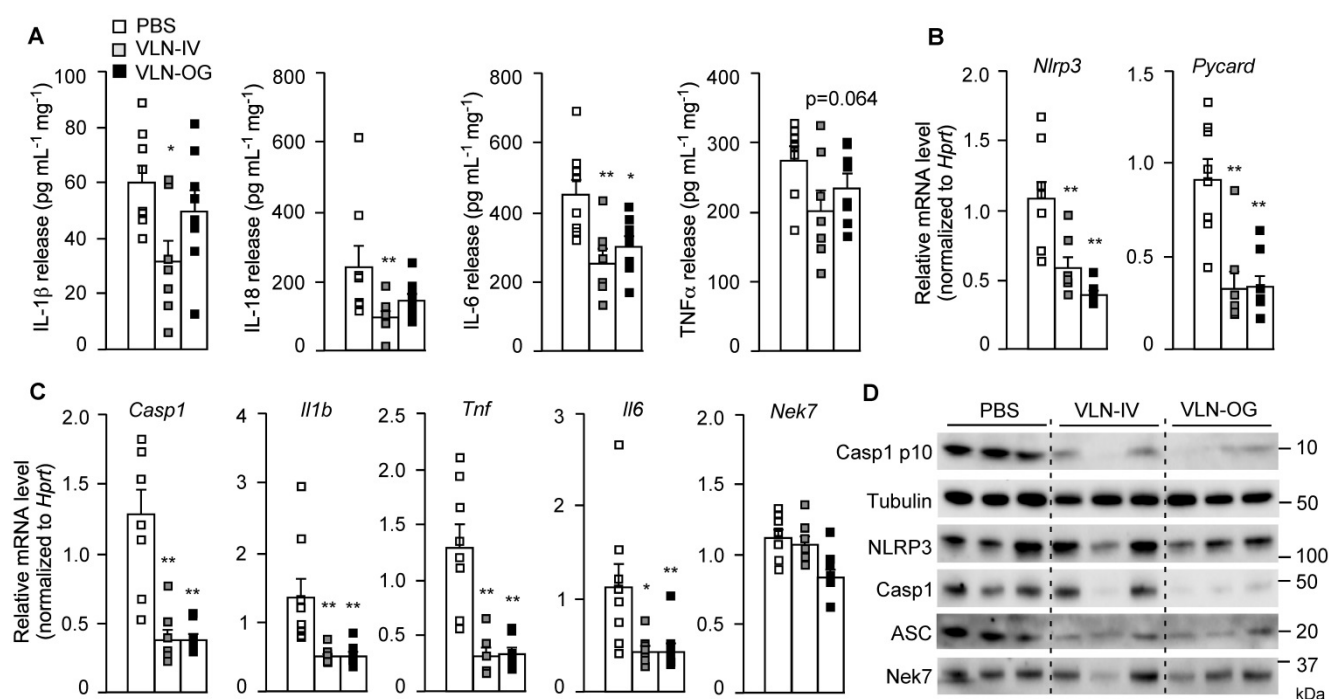 A
PBS
VLN-IV
VLN-OG
IL-1β release (pg mL⁻¹ mg⁻¹)
100
80
60
40
20
0
*
IL-18 release (pg mL⁻¹ mg⁻¹)
800
600
400
200
0
**
IL-6 release (pg mL⁻¹ mg⁻¹)
800
600
400
200
0
** *
TNFα release (pg mL⁻¹ mg⁻¹)
400
300
200
100
0
p=0.064
B
Relative mRNA level
(normalized to Hprt)
Nlrp3
2.0
1.5
1.0
0.5
0
**
**
Pycard
1.5
1.0
0.5
0
**
**
C
Relative mRNA level
(normalized to Hprt)
Casp1
2.0
1.5
1.0
0.5
0
**
**
Il1b
4
3
2
1
0
** **
Tnf
2.5
2.0
1.5
1.0
0.5
0
** **
Il6
3
2
1
0
* **
Nek7
2.0
1.5
1.0
0.5
0
D
PBS VLN-IV VLN-OG
Casp1 p10 10
Tubulin 50
NLRP3 100
Casp1 50
ASC 20
Nek7 37
kDa